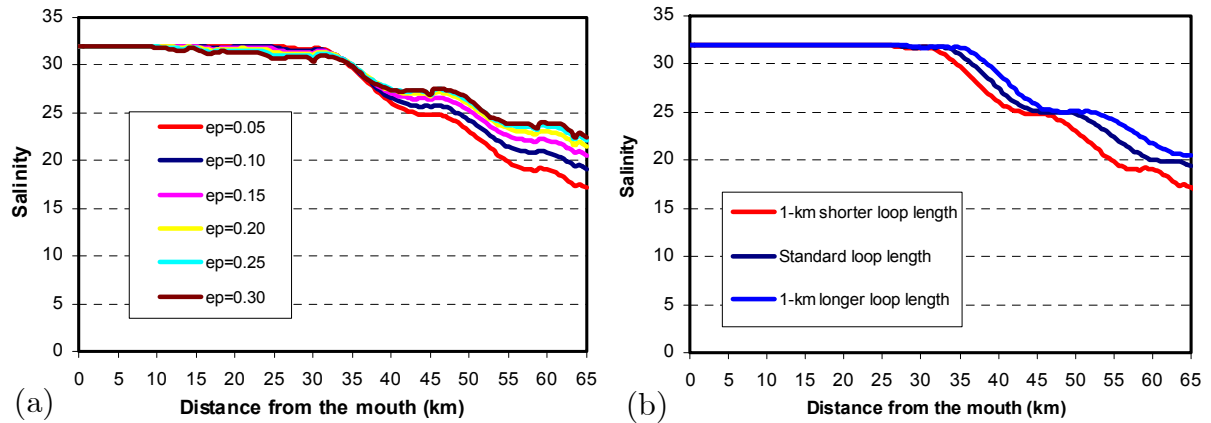 35
30
25
20
15
10
5
0
Salinity
ep=0.05
ep=0.10
ep=0.15
ep=0.20
ep=0.25
ep=0.30
0 5 10 15 20 25 30 35 40 45 50 55 60 65
Distance from the mouth (km)
(a)
35
30
25
20
15
10
5
0
Salinity
1-km shorter loop length
Standard loop length
1-km longer loop length
0 5 10 15 20 25 30 35 40 45 50 55 60 65
Distance from the mouth (km)
(b)